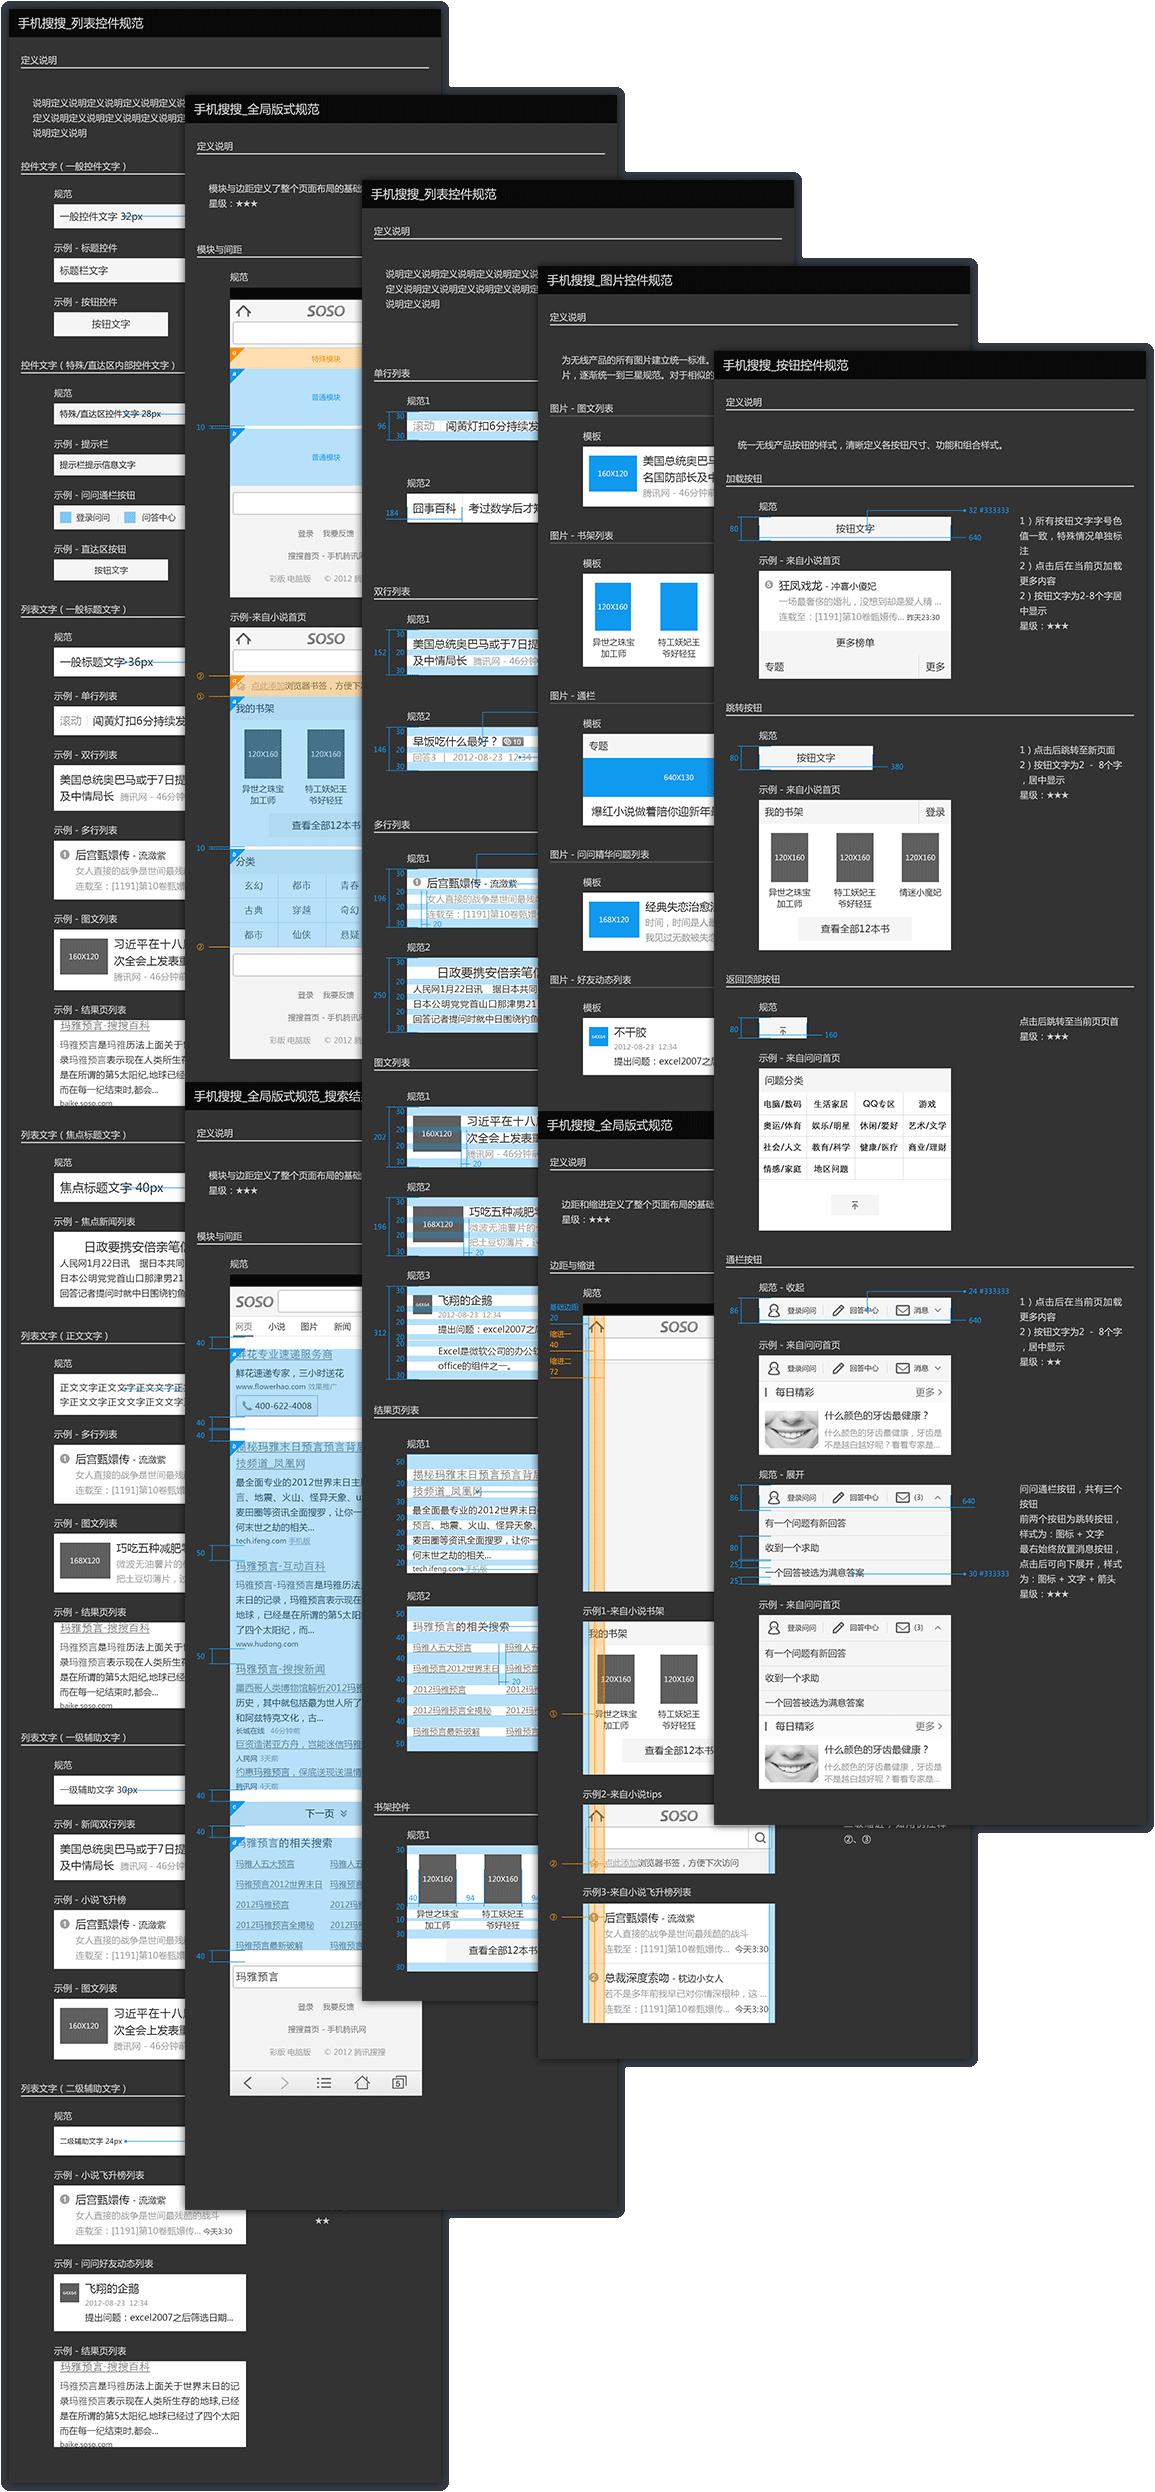 手机搜搜_列表控件规范
定义说明
说明定义说明定义说明定义说明定义说
定义说明定义说明定义说明定义说明定
说明定义说明
控件文字（一般控件文字）
规范
一般控件文字 32px
示例 - 标题控件
标题栏文字
示例 - 按钮控件
按钮文字
控件文字（特殊/直达区内部控件文字）
规范
特殊/直达区控件文字 28px
示例 - 提示栏
提示栏提示信息文字
示例 - 问问通栏按钮
登录问问
问答中心
示例 - 直达区按钮
按钮文字
列表文字（一般标题文字）
规范
一般标题文字 36px
示例 - 单行列表
滚动 闯黄灯扣6分持续发
示例 - 双行列表
美国总统奥巴马或于7日提
及中情局长 腾讯网 - 46分钟
示例 - 多行列表
1 后宫甄嬛传 - 流潋紫
女人直接的战争是世间最残
连载至：[1191]第10卷甄嬛
示例 - 图文列表
160X120
习近平在十八
次全会上发表重
腾讯网 - 46分钟前
示例 - 结果页列表
玛雅预言-搜搜百科
玛雅预言是玛雅历法上面关于
录玛雅预言表示现在人类所生
是在所谓的第5太阳纪,地球已经
而在每一纪结束时,都会...
baike.soso.com
列表文字（焦点标题文字）
规范
焦点标题文字 40px
示例 - 焦点新闻列表
日政要携安倍亲笔信
人民网1月22日讯 据日本共同
日本公明党党首山口那津男21
回答记者提问时就中日围绕钓鱼
列表文字（正文文字）
规范
正文文字正文文字正文文字正
字正文文字正文文字正文文字
示例 - 多行列表
1 后宫甄嬛传 - 流潋紫
女人直接的战争是世间最残
连载至：[1191]第10卷甄嬛
示例 - 图文列表
168X120
巧吃五种减肥
微波无油薯片的
把土豆切薄片，
示例 - 结果页列表
玛雅预言-搜搜百科
玛雅预言是玛雅历法上面关于
录玛雅预言表示现在人类所生
是在所谓的第5太阳纪,地球已经
而在每一纪结束时,都会...
baike.soso.com
列表文字（一级辅助文字）
规范
一级辅助文字 30px
示例 - 新闻双行列表
美国总统奥巴马或于7日提
及中情局长 腾讯网 - 46分钟
示例 - 小说飞升榜
1 后宫甄嬛传 - 流潋紫
女人直接的战争是世间最残
连载至：[1191]第10卷甄嬛
示例 - 图文列表
160X120
习近平在十八
次全会上发表重
腾讯网 - 46分钟前
列表文字（二级辅助文字）
规范
二级辅助文字 24px
示例 - 小说飞升榜列表
1 后宫甄嬛传 - 流潋紫
女人直接的战争是世间最残酷的战斗
连载至：[1191]第10卷甄嬛传... 今天3:30
示例 - 问问好友动态列表
64X64
飞翔的企鹅
2012-08-23 12:34
提出问题：excel2007之后筛选日期...
示例 - 结果页列表
玛雅预言-搜搜百科
玛雅预言是玛雅历法上面关于世界末日的记
录玛雅预言表示现在人类所生存的地球,已经
是在所谓的第5太阳纪,地球已经过了四个太阳
而在每一纪结束时,都会...
baike.soso.com
★★
手机搜搜_全局版式规范
定义说明
模块与边距定义了整个页面布局的基础
星级：★★★
模块与间距
规范
SOSO
特殊模块
a
普通模块
10
b
普通模块
登录 我要反馈
搜搜首页 - 手机腾讯网
彩版 电脑版 © 2012 腾
示例-来自小说首页
SOSO
②
点此添加浏览器书签，方便下次
①
我的书架
120X160
120X160
异世之珠宝
加工师
特工妖妃王
爷好轻狂
查看全部12本书
10
分类
玄幻 都市 青春
古典 穿越 奇幻
都市 仙侠 悬疑
②
登录 我要反馈
搜搜首页 - 手机腾讯网
彩版 电脑版 © 2012 腾
手机搜搜_全局版式规范_搜索结
定义说明
模块与边距定义了整个页面布局的基础
星级：★★★
模块与间距
规范
SOSO
网页 小说 图片 新闻
40
鲜花专业速递服务商
鲜花速递专家，三小时送花
www.flowerhao.com 效果推广
400-622-4008
40
40
揭秘玛雅末日预言预言背后
技频道_凤凰网
最全面专业的2012世界末日主
言、地震、火山、怪异天象、u
麦田圈等资讯全面搜罗，让你一
何末世之劫的相关...
tech.ifeng.com 手机版
50
玛雅预言-互动百科
玛雅预言-玛雅预言是玛雅历法
末日的记录，玛雅预言表示现在
地球，已经是在所谓的第5太阳
了四个太阳纪，而...
www.hudong.com
50
玛雅预言-搜搜新闻
墨西哥人类博物馆解析2012玛雅
历史，其中就包括最为世人所了
和阿兹特克文化，古...
长城在线 46分钟前
巨资造诺亚方舟，岂能迷信玛雅
人民网 3天前
约惠玛雅预言，保底送现送温情
腾讯网 4天前
40
下一页
40
玛雅预言的相关搜索
玛雅人五大预言 玛雅人
玛雅预言2012世界末日 玛雅预
2012玛雅预言 2012玛
2012玛雅预言全揭秘 2012玛
玛雅预言最新破解 玛雅预言
40
玛雅预言
登录 我要反馈
搜搜首页 - 手机腾讯网
彩版 电脑版 © 2012 腾讯搜搜
5
手机搜搜_列表控件规范
定义说明
说明定义说明定义说明定义说明定义说
定义说明定义说明定义说明定义说明定
说明定义说明
单行列表
规范1
30
96
30
滚动 闯黄灯扣6分持续发
规范2
囧事百科 考过数学后才知
184
双行列表
规范1
30
152
30
美国总统奥巴马或于7日提
及中情局长 腾讯网 - 46分钟
规范2
30
146
30
早饭吃什么最好？ 10
回答3 | 2012-08-23 12:34
多行列表
规范1
30
20
196
20
30
1 后宫甄嬛传 - 流潋紫
女人直接的战争是世间最残
连载至：[1191]第10卷甄嬛
20
规范2
30
20
250
20
30
日政要携安倍亲笔信
人民网1月22日讯 据日本共同
日本公明党党首山口那津男21
回答记者提问时就中日围绕钓鱼
图文列表
规范1
30
20
202
20
30
160X120
习近平在十八
次全会上发表重
腾讯网 - 46分钟
20
规范2
30
20
196
20
30
168X120
巧吃五种减肥
微波无油薯片的
把土豆切薄片，
20
规范3
30
20
312
20
20
20
30
64X64
飞翔的企鹅
2012-08-23 12:34
提出问题：excel2007之
Excel是微软公司的办公软
office的组件之一。
结果页列表
规范1
50
20
30
20
20
20
50
揭秘玛雅末日预言预言背后
技频道_凤凰网
最全面最专业的2012世界末日
预言、地震、火山、怪异天象、
麦田圈等资讯全面搜罗，让你一
何末世之劫的相关...
tech.ifeng.com 手机版
规范2
50
40
40
40
40
40
50
玛雅预言的相关搜索
玛雅人五大预言 玛雅人
玛雅预言2012世界末日 玛雅预
20
2012玛雅预言 2012玛
2012玛雅预言全揭秘 2012玛
玛雅预言最新破解 玛雅预言
书架控件
规范1
30
120X160
120X160
40
94
20
10
30
异世之珠宝
加工师
特工妖妃王
爷好轻狂
查看全部12本书
30
手机搜搜_图片控件规范
定义说明
为无线产品的所有图片建立统一标准。
片，逐渐统一到三星规范。对于相似的
图片 - 图文列表
模板
160X120
美国总统奥巴马
名国防部长及中
腾讯网 - 46分钟前
图片 - 书架列表
模板
120X160
异世之珠宝
加工师
特工妖妃王
爷好轻狂
图片 - 通栏
模板
专题
640X130
爆红小说做着陪你迎新年
图片 - 问问精华问题列表
模板
168X120
经典失恋治愈
时间，时间是人最
我见过无数被失恋
图片 - 好友动态列表
模板
64X64
不干胶
2012-08-23 12:34
提出问题：excel2007之后
手机搜搜_全局版式规范
定义说明
边距和缩进定义了整个页面布局的基础
星级：★★★
边距与缩进
规范
基础边距
20
缩进一
40
缩进二
72
SOSO
示例1-来自小说书架
我的书架
120X160
120X160
①
异世之珠宝
加工师
特工妖妃王
爷好轻狂
查看全部12本书
示例2-来自小说tips
SOSO
②
点此添加浏览器书签，方便下次访问
示例3-来自小说飞升榜列表
③
1 后宫甄嬛传 - 流潋紫
女人直接的战争是世间最残酷的战斗
连载至：[1191]第10卷甄嬛传... 今天3:30
2 总裁深度索吻 - 枕边小女人
若不是多年前我早已对你情深根种，这 ...
连载至：[1191]第10卷甄嬛传... 今天3:30
②、③
手机搜搜_按钮控件规范
定义说明
统一无线产品按钮的样式，清晰定义各按钮尺寸、功能和组合样式。
加载按钮
规范
32 #333333
80
按钮文字
640
1）所有按钮文字字号色
值一致，特殊情况单独标
注
2）点击后在当前页加载
更多内容
2）按钮文字为2-8个字居
中显示
星级：★★★
示例 - 来自小说首页
5 狂凤戏龙 - 冲喜小傻妃
一场最奢侈的婚礼，没想到却是爱人精 ...
连载至：[1191]第10卷甄嬛传... 昨天23:30
更多榜单
专题 更多
跳转按钮
规范
80
按钮文字
380
1）点击后跳转至新页面
2）按钮文字为2 - 8个字
，居中显示
星级：★★★
示例 - 来自小说首页
我的书架 登录
120X160
120X160
120X160
异世之珠宝
加工师
特工妖妃王
爷好轻狂
情迷小魔妃
查看全部12本书
返回顶部按钮
规范
80
160
点击后跳转至当前页页首
星级：★★★
示例 - 来自问问首页
问题分类
电脑/数码 生活家居 QQ专区 游戏
奥运/体育 娱乐/明星 休闲/爱好 艺术/文学
社会/人文 教育/科学 健康/医疗 商业/理财
情感/家庭 地区问题
通栏按钮
规范 - 收起
24 #333333
86
登录问问 回答中心 消息
640
1）点击后在当前页加载
更多内容
2）按钮文字为2 - 8个字
，居中显示
星级：★★
示例 - 来自问问首页
登录问问 回答中心 消息
每日精彩 更多
什么颜色的牙齿最健康？
什么颜色的牙齿最健康，牙齿是
不是越白越好呢？看看专家是...
规范 - 展开
86
登录问问 回答中心 (3)
640
有一个问题有新回答
80
收到一个求助
25
25
一个回答被选为满意答案
30 #333333
问问通栏按钮，共有三个
按钮
前两个按钮为跳转按钮，
样式为：图标 + 文字
最右始终放置消息按钮，
点击后可向下展开，样式
为：图标 + 文字 + 箭头
星级：★★★
示例 - 来自问问首页
登录问问 回答中心 (3)
有一个问题有新回答
收到一个求助
一个回答被选为满意答案
每日精彩 更多
什么颜色的牙齿最健康？
什么颜色的牙齿最健康，牙齿是
不是越白越好呢？看看专家是...